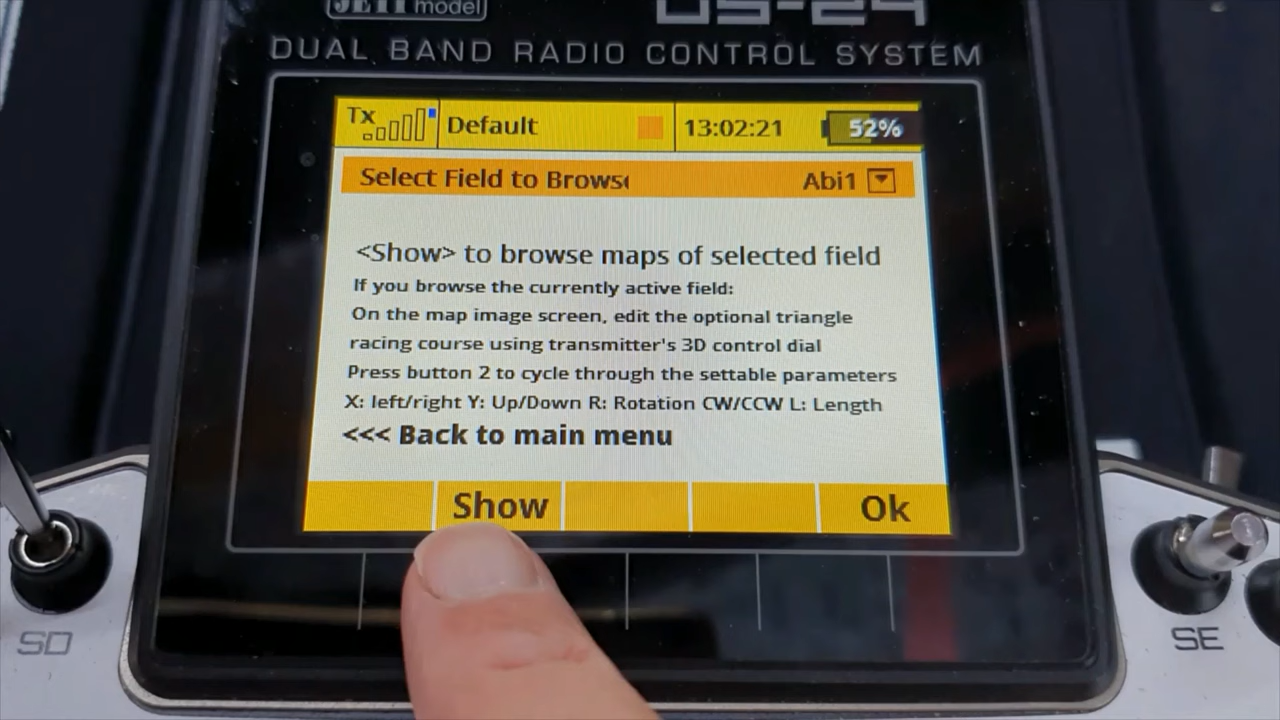 JETI model DS-24
DUAL BAND RADIO CONTROL SYSTEM
Tx Default 13:02:21 52%
Select Field to Brows Abi1
<Show> to browse maps of selected field
If you browse the currently active field:
On the map image screen, edit the optional triangle
racing course using transmitter's 3D control dial
Press button 2 to cycle through the settable parameters
X: left/right Y: Up/Down R: Rotation CW/CCW L: Length
<<< Back to main menu
Show Ok
SD SE